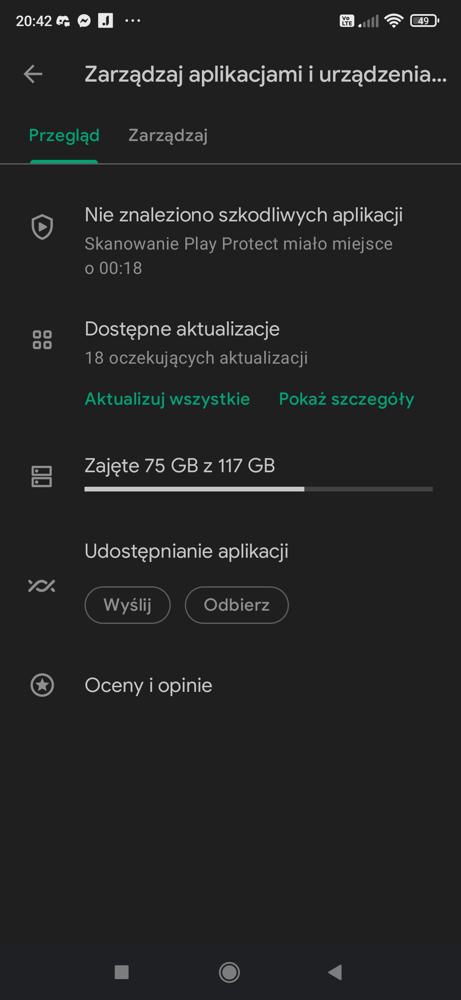 20:42
Vo LTE
49
Zarządzaj aplikacjami i urządzenia...
Przegląd Zarządzaj
Nie znaleziono szkodliwych aplikacji
Skanowanie Play Protect miało miejsce
o 00:18
Dostępne aktualizacje
18 oczekujących aktualizacji
Aktualizuj wszystkie Pokaż szczegóły
Zajęte 75 GB z 117 GB
Udostępnianie aplikacji
Wyślij Odbierz
Oceny i opinie